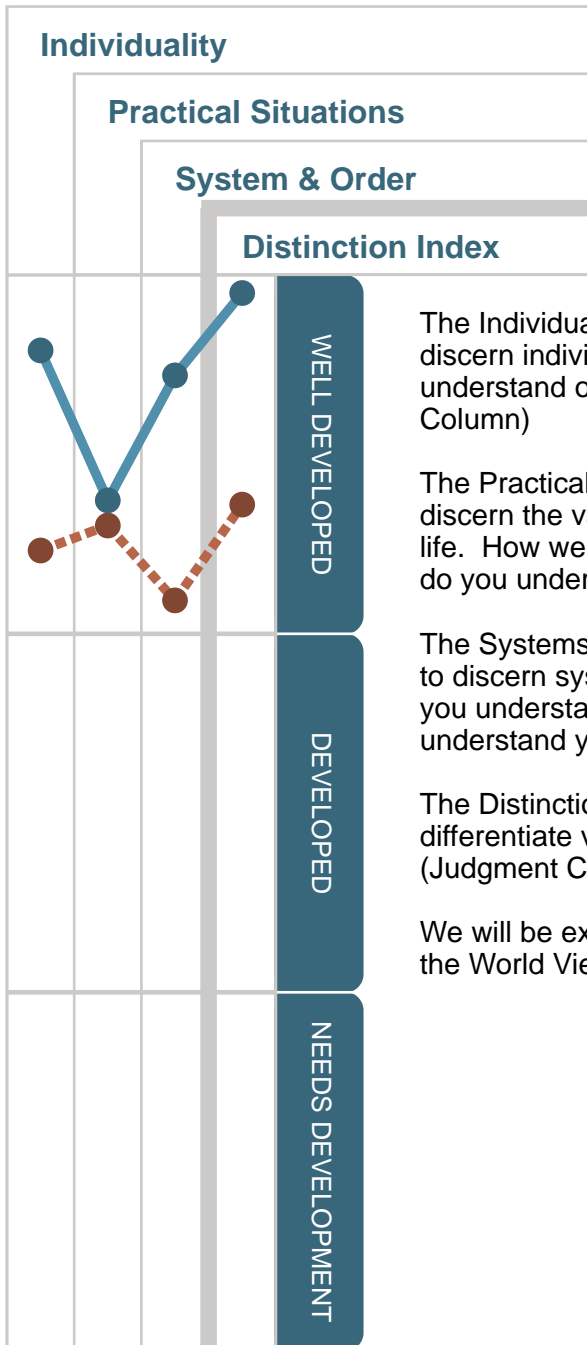 Individuality
Practical Situations
System & Order
Distinction Index
WELL DEVELOPED
The Individua
discern indivi
understand o
Column)
The Practical
discern the v
life.  How we
do you under
DEVELOPED
The Systems
to discern sys
you understa
understand y
The Distinctio
differentiate v
(Judgment C
We will be ex
the World Vie
NEEDS DEVELOPMENT